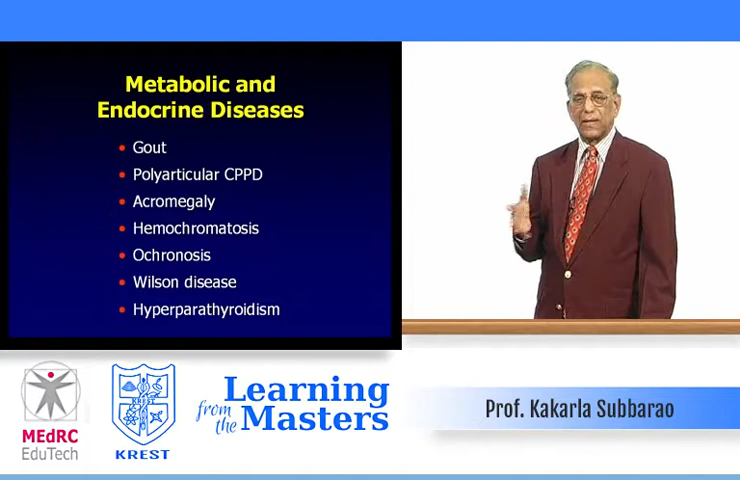 Metabolic and
Endocrine Diseases
Gout
Polyarticular CPPD
Acromegaly
Hemochromatosis
Ochronosis
Wilson disease
Hyperparathyroidism
MEdRC
EduTech
KREST
KREST
Learning
from the
Masters
Prof. Kakarla Subbarao